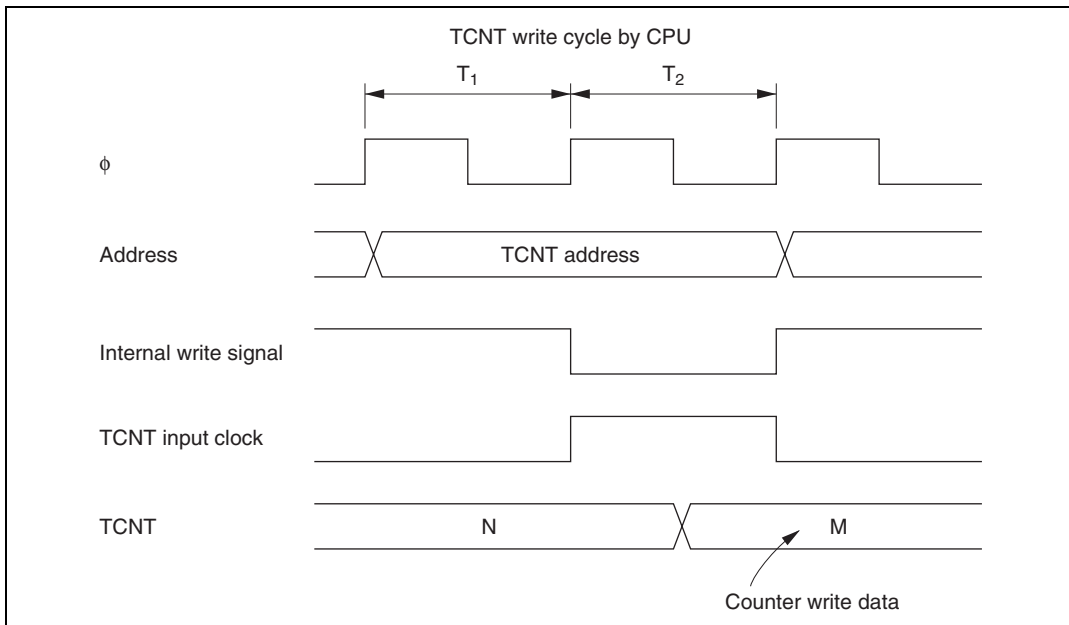 TCNT write cycle by CPU
T1 T2
ϕ
Address TCNT address
Internal write signal
TCNT input clock
TCNT N M
Counter write data